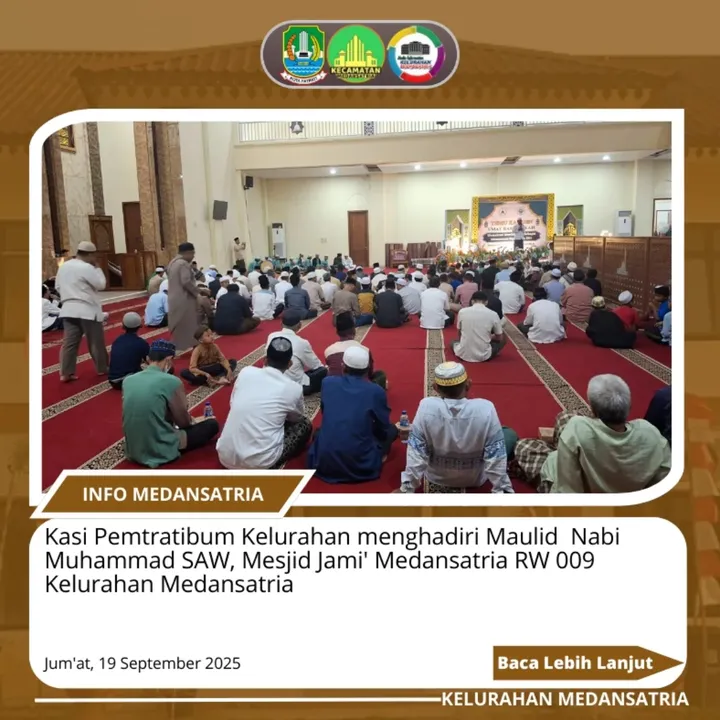 KECAMATAN
KELURAHAN
INFO MEDANSATRIA
Kasi Pemtratibum Kelurahan menghadiri Maulid Nabi
Muhammad SAW, Mesjid Jami' Medansatria RW 009
Kelurahan Medansatria
Jum'at, 19 September 2025
Baca Lebih Lanjut
KELURAHAN MEDANSATRIA